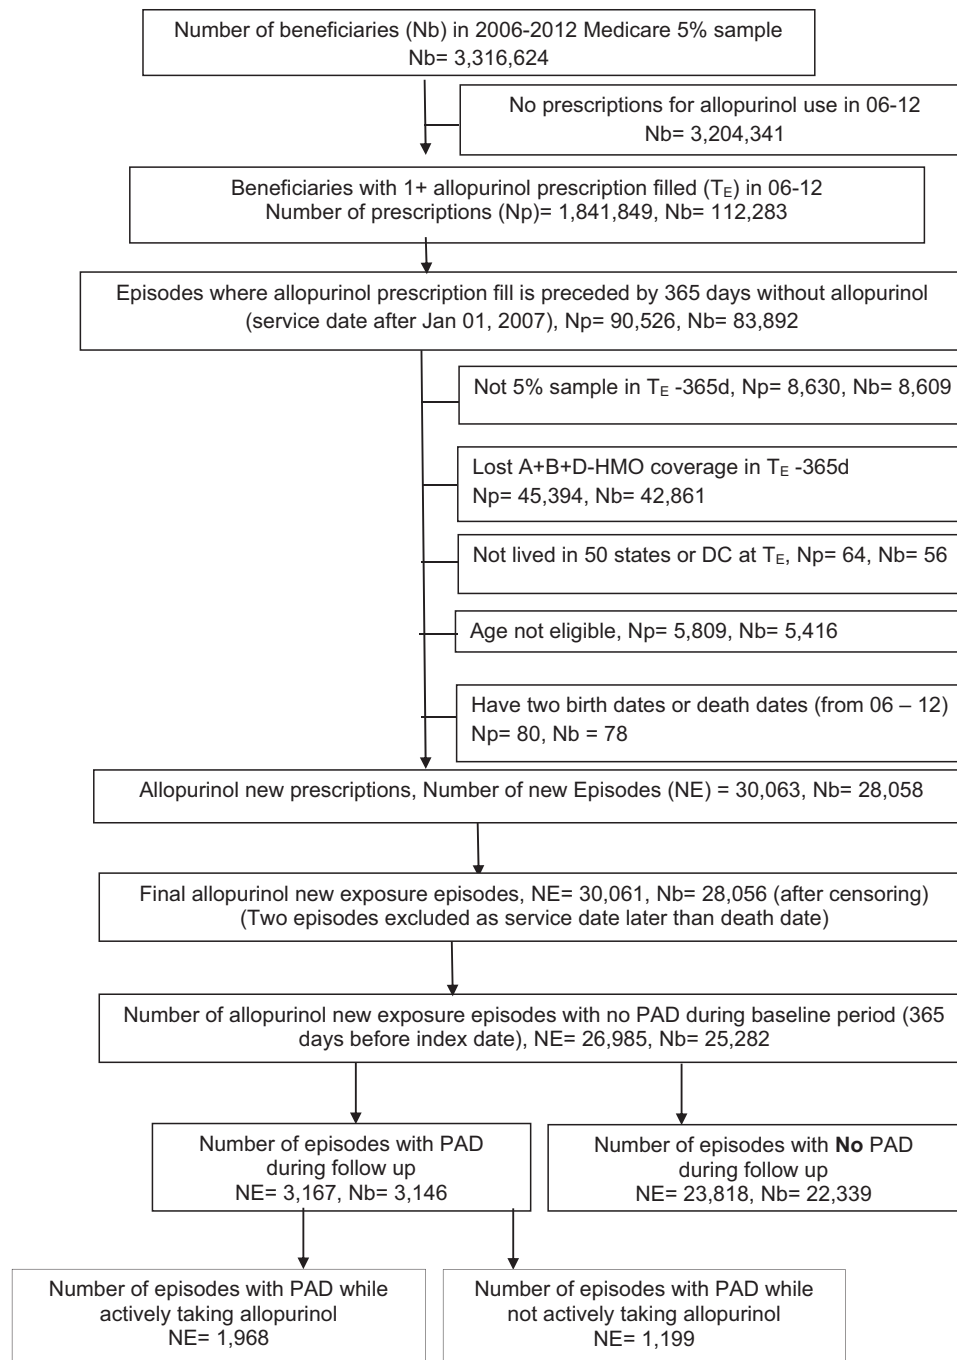 Number of beneficiaries (Nb) in 2006-2012 Medicare 5% sample
Nb= 3,316,624
No prescriptions for allopurinol use in 06-12
Nb= 3,204,341
Beneficiaries with 1+ allopurinol prescription filled (TE) in 06-12
Number of prescriptions (Np)= 1,841,849, Nb= 112,283
Episodes where allopurinol prescription fill is preceded by 365 days without allopurinol
(service date after Jan 01, 2007), Np= 90,526, Nb= 83,892
Not 5% sample in TE -365d, Np= 8,630, Nb= 8,609
Lost A+B+D-HMO coverage in TE -365d
Np= 45,394, Nb= 42,861
Not lived in 50 states or DC at TE, Np= 64, Nb= 56
Age not eligible, Np= 5,809, Nb= 5,416
Have two birth dates or death dates (from 06 – 12)
Np= 80, Nb = 78
Allopurinol new prescriptions, Number of new Episodes (NE) = 30,063, Nb= 28,058
Final allopurinol new exposure episodes, NE= 30,061, Nb= 28,056 (after censoring)
(Two episodes excluded as service date later than death date)
Number of allopurinol new exposure episodes with no PAD during baseline period (365
days before index date), NE= 26,985, Nb= 25,282
Number of episodes with PAD
during follow up
NE= 3,167, Nb= 3,146
Number of episodes with No PAD
during follow up
NE= 23,818, Nb= 22,339
Number of episodes with PAD while
actively taking allopurinol
NE= 1,968
Number of episodes with PAD while
not actively taking allopurinol
NE= 1,199